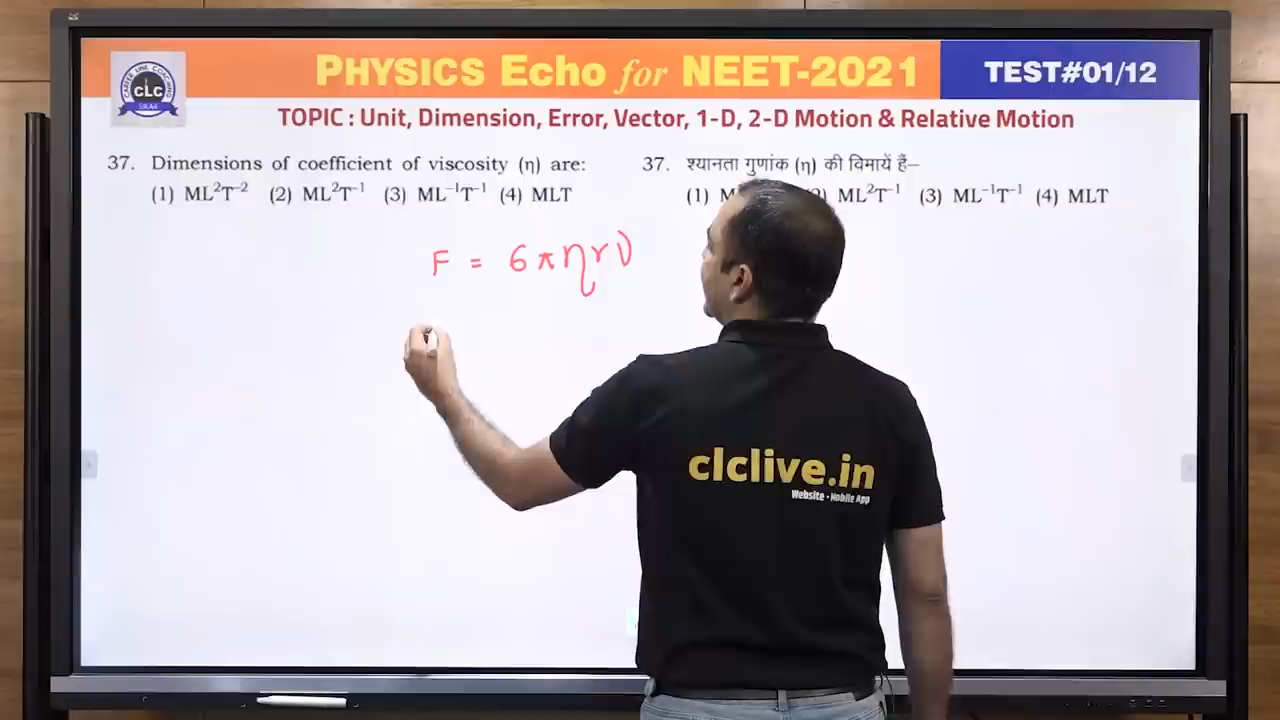 PHYSICS Echo for NEET-2021 TEST#01/12
CLC
SIKAR
TOPIC : Unit, Dimension, Error, Vector, 1-D, 2-D Motion & Relative Motion
37. Dimensions of coefficient of viscosity (η) are:
(1) ML²T⁻² (2) ML²T⁻¹ (3) ML⁻¹T⁻¹ (4) MLT
37. श्यानता गुणांक (η) की विमायें हैं–
(1) ML²T⁻¹ (3) ML⁻¹T⁻¹ (4) MLT
F = 6πηrν
clclive.in
Website • Mobile App